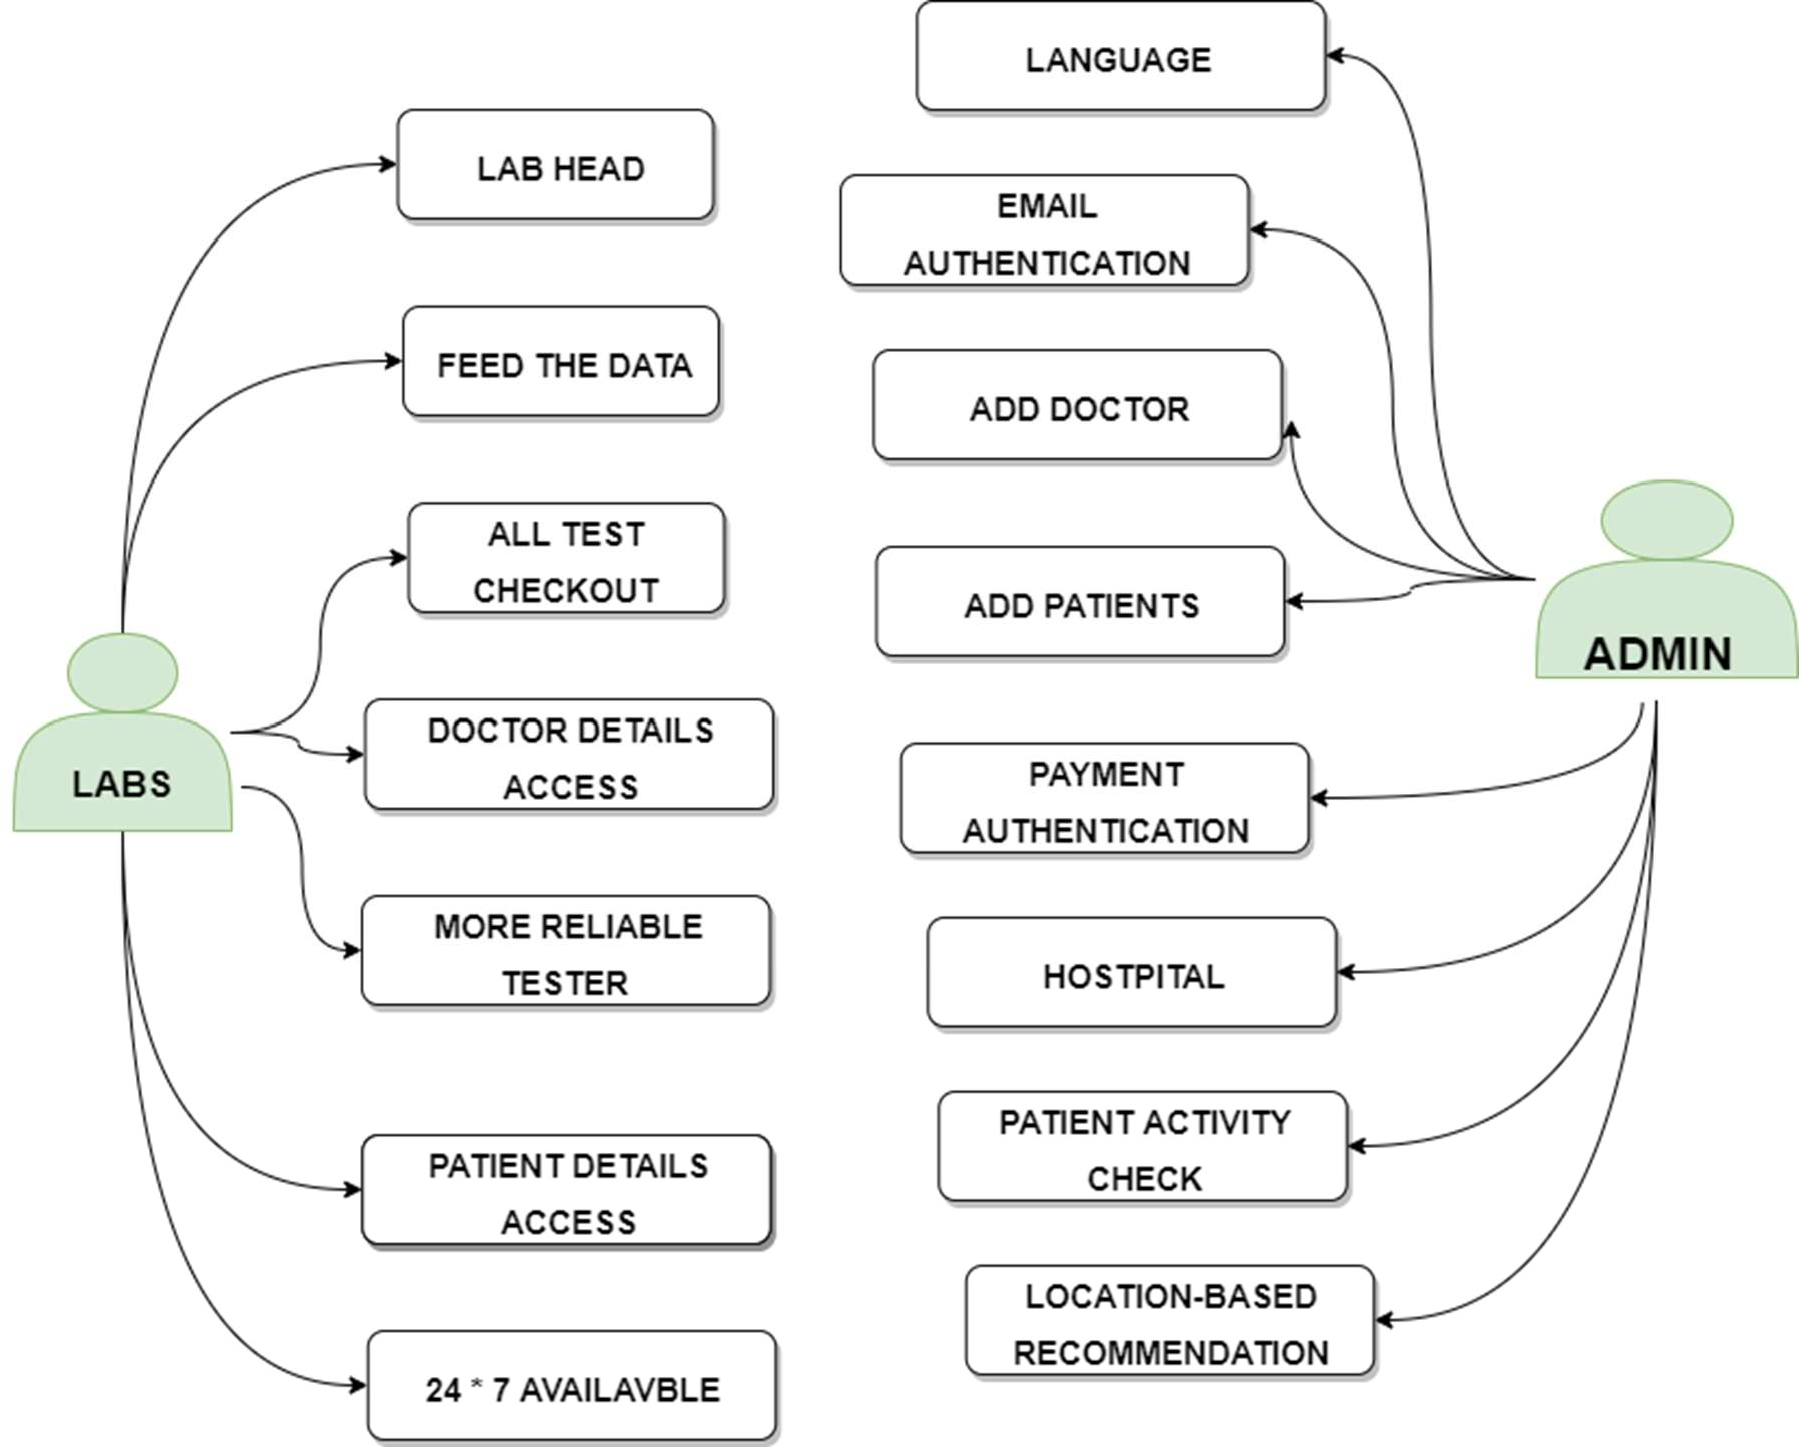 LANGUAGE
LAB HEAD
EMAIL
AUTHENTICATION
FEED THE DATA
ADD DOCTOR
ALL TEST
CHECKOUT
ADD PATIENTS
ADMIN
LABS
DOCTOR DETAILS
ACCESS
PAYMENT
AUTHENTICATION
MORE RELIABLE
TESTER
HOSTPITAL
PATIENT DETAILS
ACCESS
PATIENT ACTIVITY
CHECK
24 * 7 AVAILAVBLE
LOCATION-BASED
RECOMMENDATION